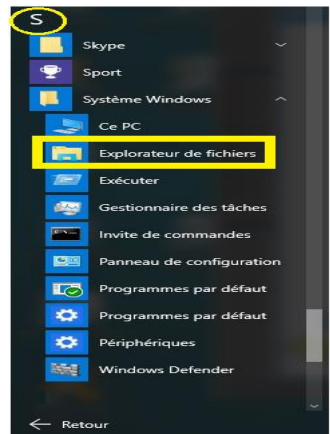 S
Skype
Sport
Système Windows
Ce PC
Explorateur de fichiers
Exécuter
Gestionnaire des tâches
Invite de commandes
Panneau de configuration
Programmes par défaut
Programmes par défaut
Périphériques
Windows Defender
Retour